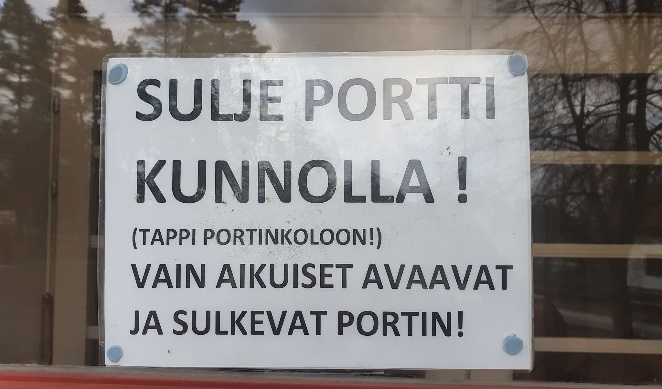 SULJE PORTTI
KUNNOLLA !
(TAPPI PORTINKOLOON!)
VAIN AIKUISET AVAAVAT
JA SULKEVAT PORTIN!